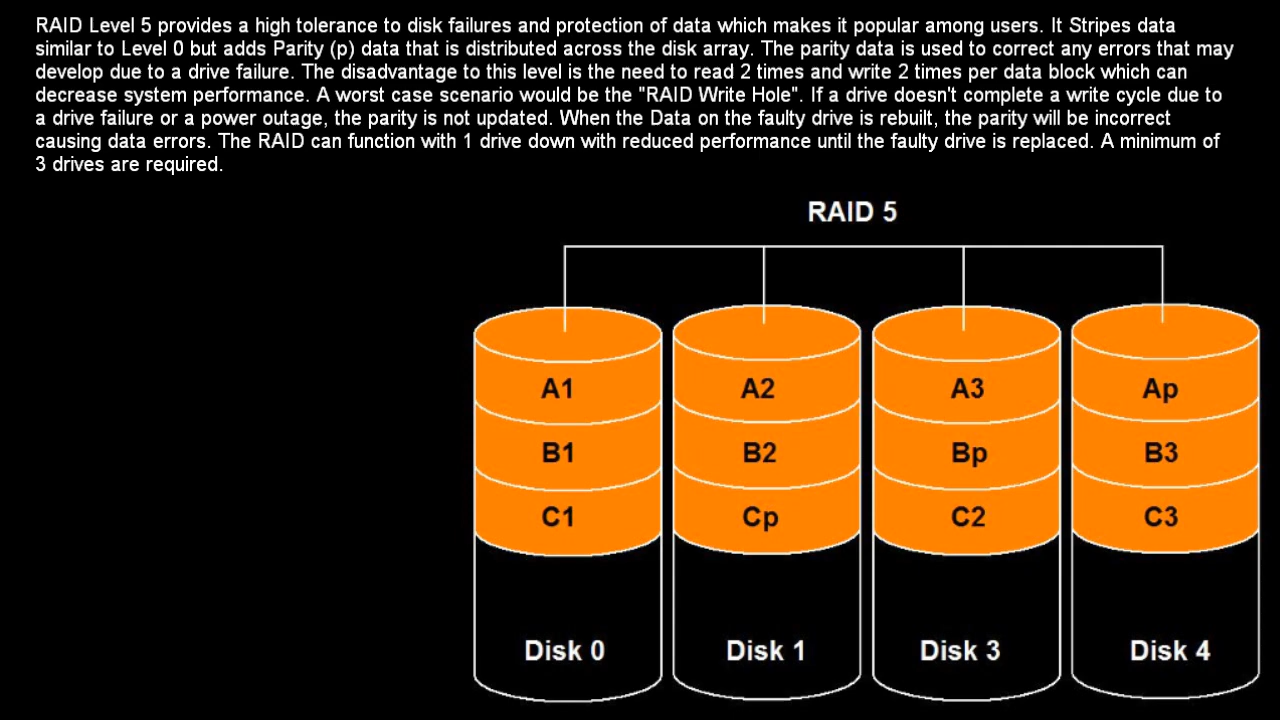 RAID Level 5 provides a high tolerance to disk failures and protection of data which makes it popular among users. It Stripes data
similar to Level 0 but adds Parity (p) data that is distributed across the disk array. The parity data is used to correct any errors that may
develop due to a drive failure. The disadvantage to this level is the need to read 2 times and write 2 times per data block which can
decrease system performance. A worst case scenario would be the "RAID Write Hole". If a drive doesn't complete a write cycle due to
a drive failure or a power outage, the parity is not updated. When the Data on the faulty drive is rebuilt, the parity will be incorrect
causing data errors. The RAID can function with 1 drive down with reduced performance until the faulty drive is replaced. A minimum of
3 drives are required.
RAID 5
A1 A2 A3 Ap
B1 B2 Bp B3
C1 Cp C2 C3
Disk 0 Disk 1 Disk 3 Disk 4